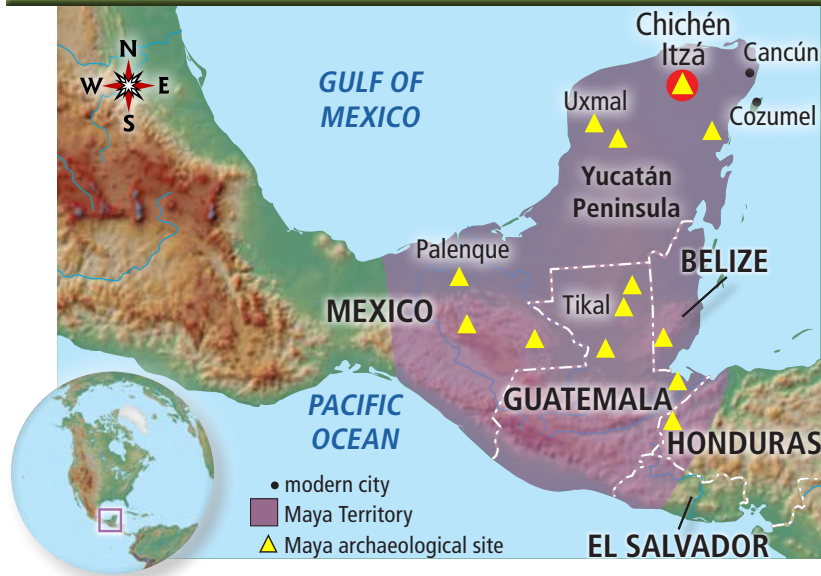 N
W
E
S
GULF OF
MEXICO
Chichén
Itzá
Cancún
Uxmal
Cozumel
Yucatán
Peninsula
Palenque
BELIZE
MEXICO
Tikal
GUATEMALA
PACIFIC
OCEAN
HONDURAS
modern city
Maya Territory
Maya archaeological site
EL SALVADOR